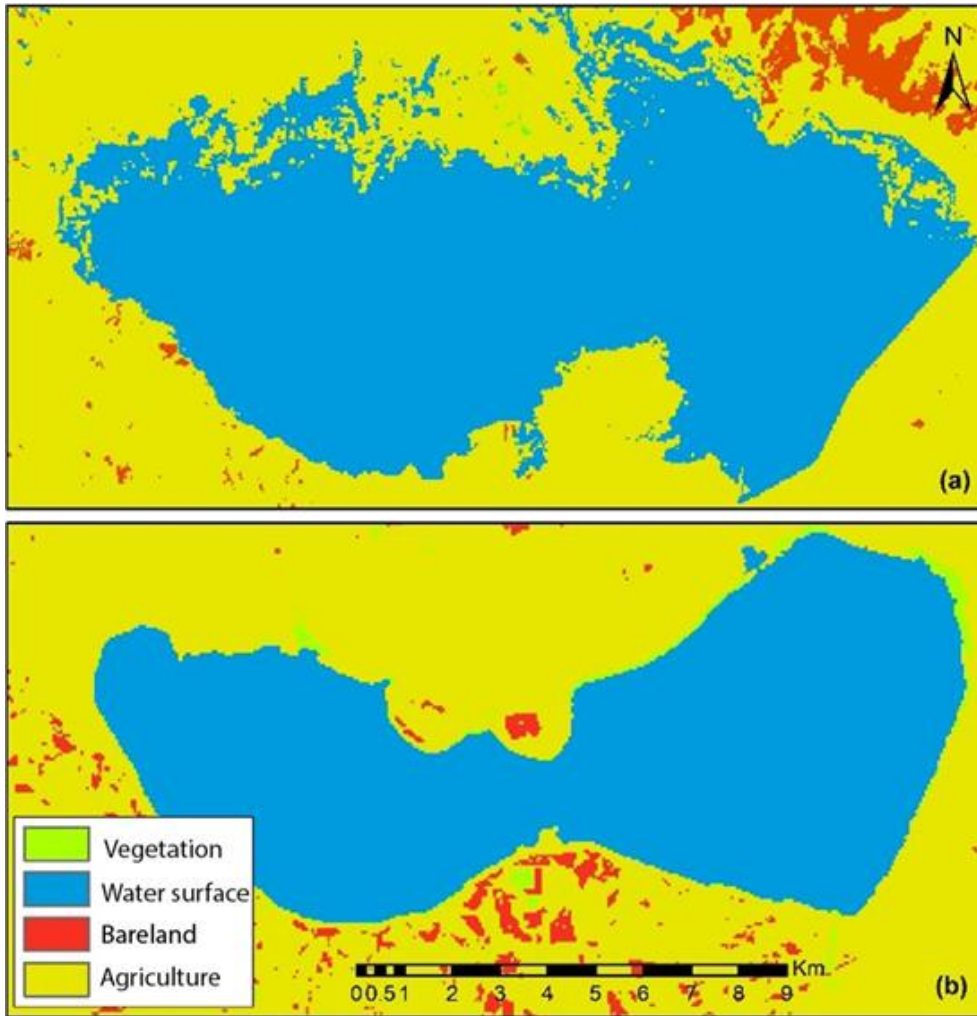 N
(a)
Vegetation
Water surface
Bareland
Agriculture
Km
0 0.5 1 2 3 4 5 6 7 8 9
(b)